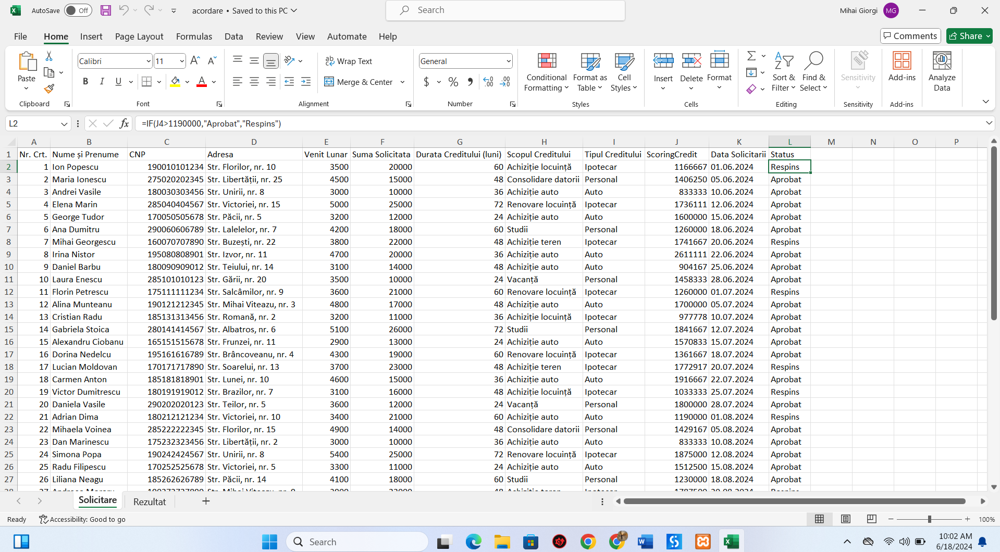 AutoSave Off acordare • Saved to this PC Search Mihai Giorgi MG
File Home Insert Page Layout Formulas Data Review View Automate Help Comments Share
Paste Calibri 11 B I U Wrap Text Merge & Center General $ % Conditional Formatting Format as Table Cell Styles Insert Delete Format Sort & Filter Find & Select Sensitivity Add-ins Analyze Data
Clipboard Font Alignment Number Styles Cells Editing Sensitivity Add-ins
L2 fx =IF(J4>1190000,"Aprobat","Respins")
A B C D E F G H I J K L M N O P
1 Nr. Crt. Nume și Prenume CNP Adresa Venit Lunar Suma Solicitata Durata Creditului (luni) Scopul Creditului Tipul Creditului ScoringCredit Data Solicitarii Status
2 1 Ion Popescu 190010101234 Str. Florilor, nr. 10 3500 20000 60 Achiziție locuință Ipotecar 1166667 01.06.2024 Respins
3 2 Maria Ionescu 275020202345 Str. Libertății, nr. 25 4500 15000 48 Consolidare datorii Personal 1406250 05.06.2024 Aprobat
4 3 Andrei Vasile 180030303456 Str. Unirii, nr. 8 3000 10000 36 Achiziție auto Auto 833333 10.06.2024 Aprobat
5 4 Elena Marin 285040404567 Str. Victoriei, nr. 15 5000 25000 72 Renovare locuință Ipotecar 1736111 12.06.2024 Aprobat
6 5 George Tudor 170050505678 Str. Păcii, nr. 5 3200 12000 24 Achiziție auto Auto 1600000 15.06.2024 Aprobat
7 6 Ana Dumitru 290060606789 Str. Lalelelor, nr. 7 4200 18000 60 Studii Personal 1260000 18.06.2024 Aprobat
8 7 Mihai Georgescu 160070707890 Str. Buzești, nr. 22 3800 22000 48 Achiziție teren Ipotecar 1741667 20.06.2024 Respins
9 8 Irina Nistor 195080808901 Str. Izvor, nr. 11 4700 20000 36 Achiziție auto Auto 2611111 22.06.2024 Aprobat
10 9 Daniel Barbu 180090909012 Str. Teiului, nr. 14 3100 14000 48 Achiziție auto Auto 904167 25.06.2024 Aprobat
11 10 Laura Enescu 285101010123 Str. Gării, nr. 20 3500 10000 24 Vacanță Personal 1458333 28.06.2024 Aprobat
12 11 Florin Petrescu 175111111234 Str. Salcâmilor, nr. 9 3600 21000 60 Renovare locuință Ipotecar 1260000 01.07.2024 Respins
13 12 Alina Munteanu 190121212345 Str. Mihai Viteazu, nr. 3 4800 17000 48 Achiziție auto Auto 1700000 05.07.2024 Aprobat
14 13 Cristian Radu 185131313456 Str. Romană, nr. 2 3200 11000 36 Achiziție locuință Ipotecar 977778 10.07.2024 Aprobat
15 14 Gabriela Stoica 280141414567 Str. Albatros, nr. 6 5100 26000 72 Studii Personal 1841667 12.07.2024 Aprobat
16 15 Alexandru Ciobanu 165151515678 Str. Frunzei, nr. 11 2900 13000 24 Achiziție auto Auto 1570833 15.07.2024 Aprobat
17 16 Dorina Nedelcu 195161616789 Str. Brâncoveanu, nr. 4 4300 19000 60 Renovare locuință Ipotecar 1361667 18.07.2024 Aprobat
18 17 Lucian Moldovan 170171717890 Str. Soarelui, nr. 13 3700 23000 48 Achiziție teren Ipotecar 1772917 20.07.2024 Respins
19 18 Carmen Anton 185181818901 Str. Lunei, nr. 10 4600 15000 36 Achiziție auto Auto 1916667 22.07.2024 Aprobat
20 19 Victor Dumitrescu 180191919012 Str. Brazilor, nr. 7 3100 16000 48 Achiziție locuință Ipotecar 1033333 25.07.2024 Respins
21 20 Daniela Vasile 290202020123 Str. Teilor, nr. 5 3600 12000 24 Vacanță Personal 1800000 28.07.2024 Aprobat
22 21 Adrian Dima 180212121234 Str. Victoriei, nr. 10 3400 21000 60 Achiziție auto Auto 1190000 01.08.2024 Respins
23 22 Mihaela Voinea 285222222345 Str. Florilor, nr. 15 4900 14000 48 Consolidare datorii Personal 1429167 05.08.2024 Aprobat
24 23 Dan Marinescu 175232323456 Str. Libertății, nr. 2 3000 10000 36 Achiziție auto Auto 833333 10.08.2024 Aprobat
25 24 Simona Popa 190242424567 Str. Unirii, nr. 8 5400 25000 72 Renovare locuință Ipotecar 1875000 12.08.2024 Aprobat
26 25 Radu Filipescu 170252525678 Str. Victoriei, nr. 5 3300 11000 24 Achiziție auto Auto 1512500 15.08.2024 Aprobat
27 26 Liliana Neagu 185262626789 Str. Păcii, nr. 14 4100 18000 60 Studii Personal 1230000 18.08.2024 Aprobat
Solicitare Rezultat
Ready Accessibility: Good to go 100%
Search 10:02 AM
6/18/2024